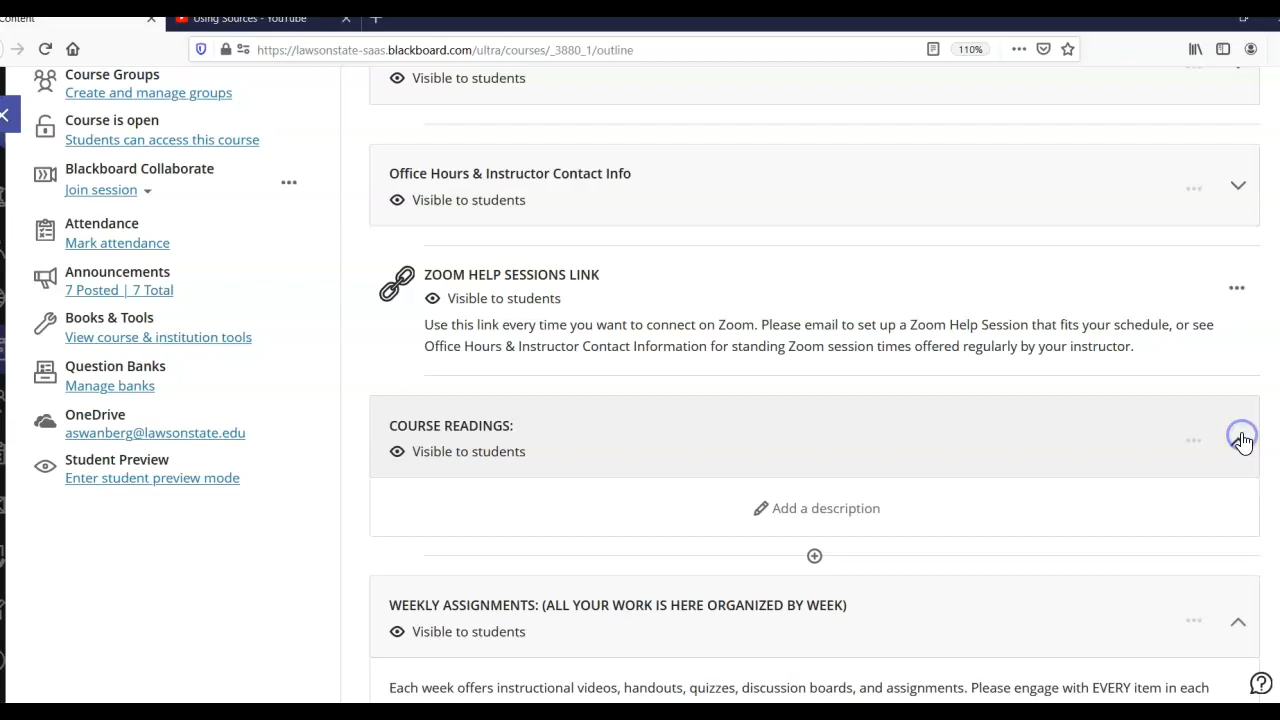 Content
Using Sources - YouTube
https://lawsonstate-saas.blackboard.com/ultra/courses/_3880_1/outline
110%
Course Groups
Create and manage groups
Course is open
Students can access this course
Blackboard Collaborate
Join session
Attendance
Mark attendance
Announcements
7 Posted | 7 Total
Books & Tools
View course & institution tools
Question Banks
Manage banks
OneDrive
aswanberg@lawsonstate.edu
Student Preview
Enter student preview mode
Visible to students
Office Hours & Instructor Contact Info
Visible to students
ZOOM HELP SESSIONS LINK
Visible to students
Use this link every time you want to connect on Zoom. Please email to set up a Zoom Help Session that fits your schedule, or see
Office Hours & Instructor Contact Information for standing Zoom session times offered regularly by your instructor.
COURSE READINGS:
Visible to students
Add a description
WEEKLY ASSIGNMENTS: (ALL YOUR WORK IS HERE ORGANIZED BY WEEK)
Visible to students
Each week offers instructional videos, handouts, quizzes, discussion boards, and assignments. Please engage with EVERY item in each